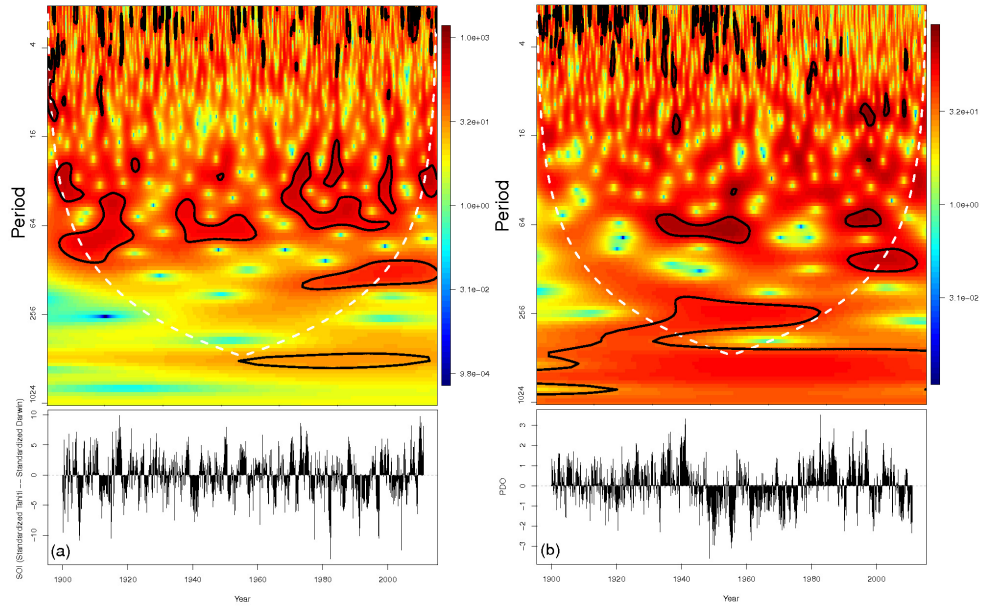 4
16
64
256
1024
Period
1.0e+03
3.2e+01
1.0e+00
3.1e-02
9.8e-04
10
5
0
-5
-10
SOI (Standardized Tahiti -- Standardized Darwin)
(a)
1900 1920 1940 1960 1980 2000
Year
4
16
64
256
1024
Period
3.2e+01
1.0e+00
3.1e-02
3
2
1
0
-1
-2
-3
PDO
(b)
1900 1920 1940 1960 1980 2000
Year